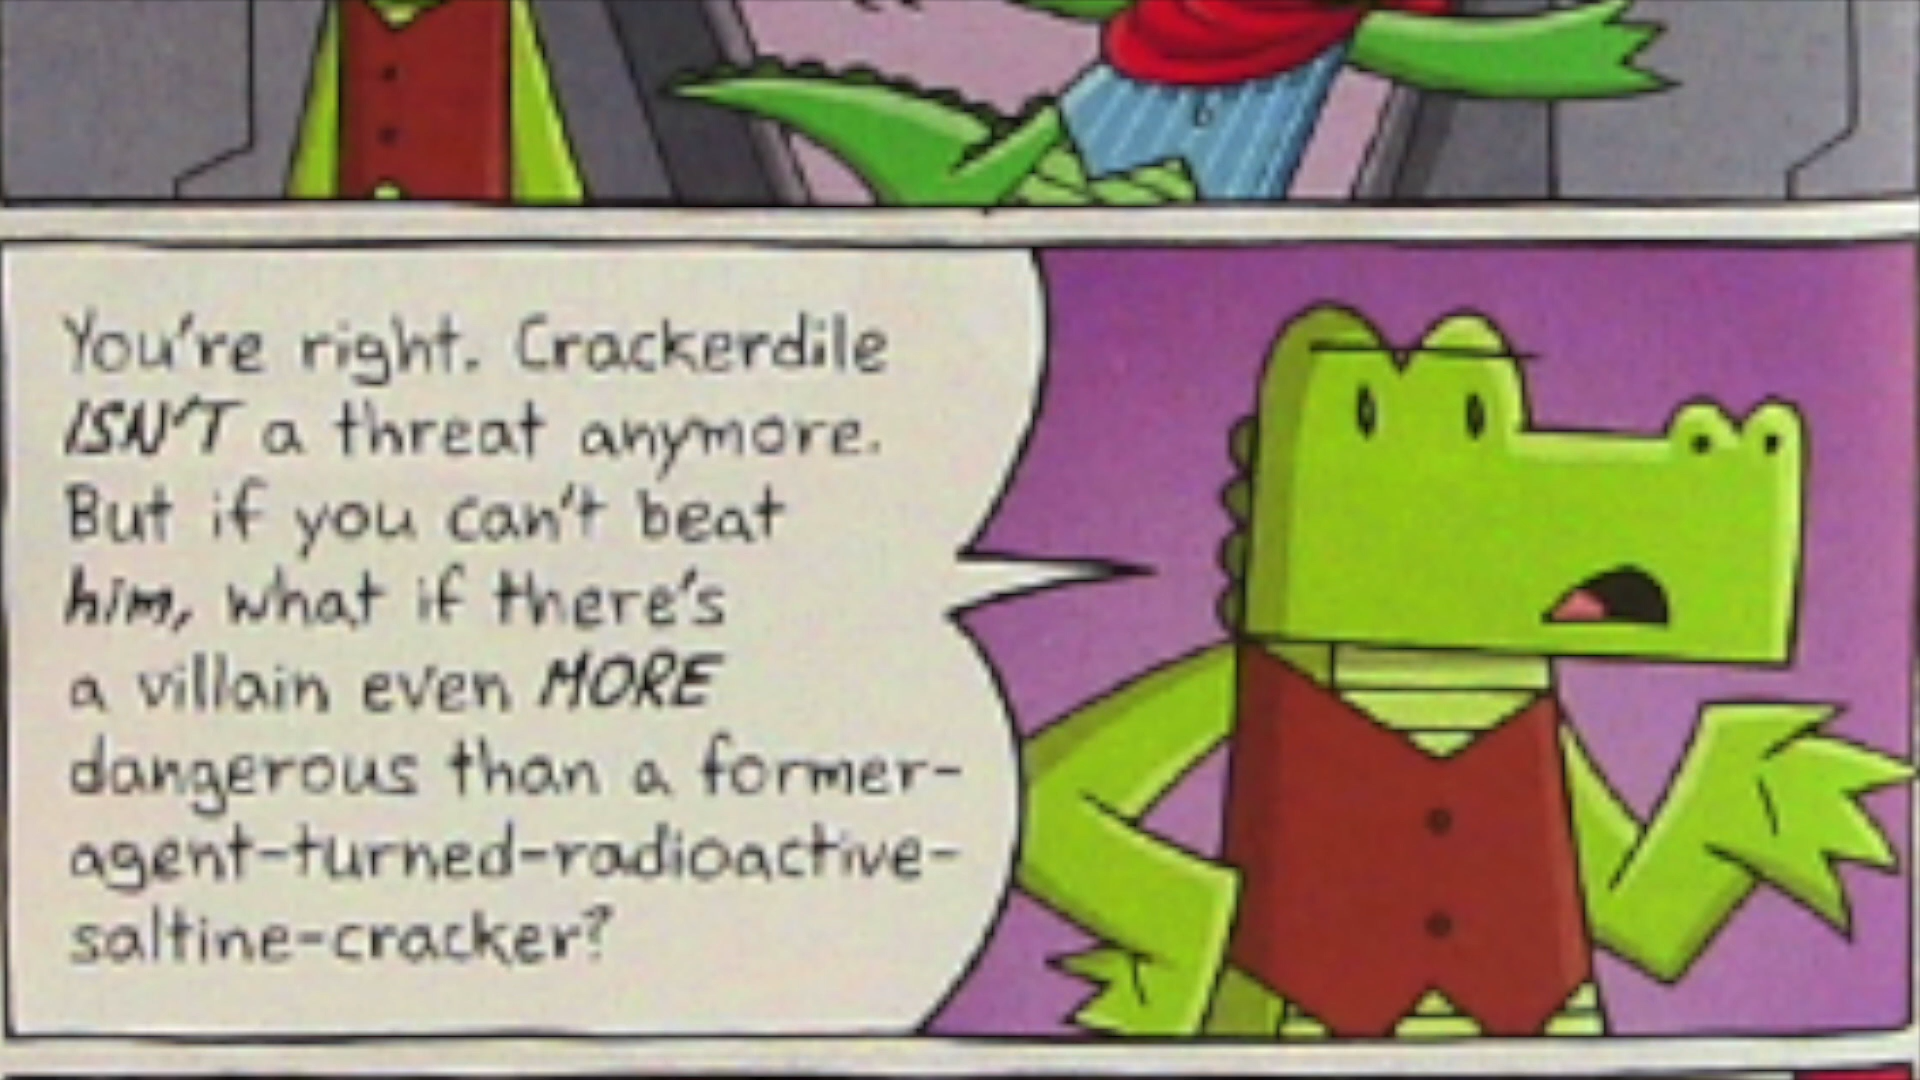 You're right. Crackerdile
ISN'T a threat anymore.
But if you can't beat
him, what if there's
a villain even MORE
dangerous than a former-
agent-turned-radioactive-
saltine-cracker?